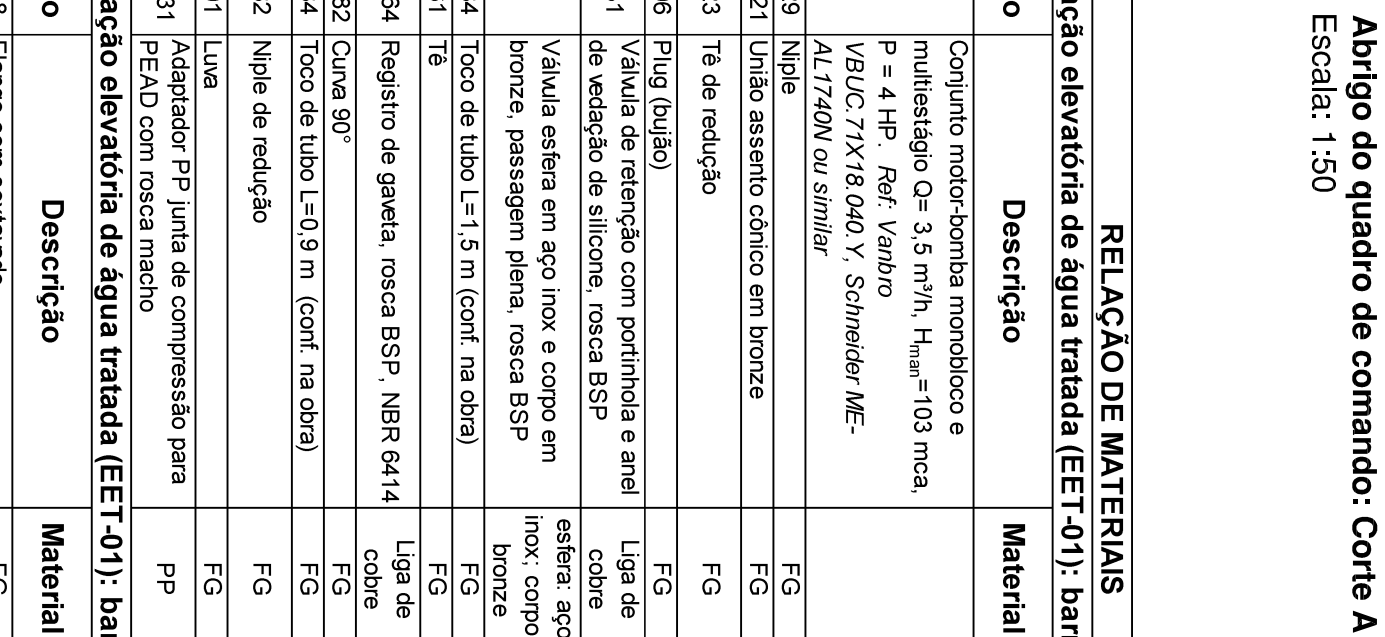 Abrigo do quadro de comando: Corte A
Escala: 1:50
RELAÇÃO DE MATERIAIS
elevatória de água tratada (EET-01):
Descrição Material
Conjunto motor-bomba monobloco e
multiestágio Q= 3,5 m³/h, Hman=103 mca,
P = 4 HP . Ref: Vanbro
VBUC.71X18.040.Y, Schneider ME-
AL1740N ou similar
Niple FG
21 União assento cônico em bronze FG
Tê de redução FG
Plug (bujão) FG
Válvula de retenção com portinhola e anel
de vedação de silicone, rosca BSP
Liga de
cobre
Válvula esfera em aço inox e corpo em
bronze, passagem plena, rosca BSP
esfera: aço
inox; corpo
bronze
Toco de tubo L=1,5 m (conf. na obra) FG
Tê FG
64 Registro de gaveta, rosca BSP, NBR 6414
Liga de
cobre
82 Curva 90° FG
Toco de tubo L=0,9 m (conf. na obra) FG
Niple de redução FG
Luva FG
31 Adaptador PP junta de compressão para
PEAD com rosca macho
PP
elevatória de água tratada (EET-01):
Descrição Material